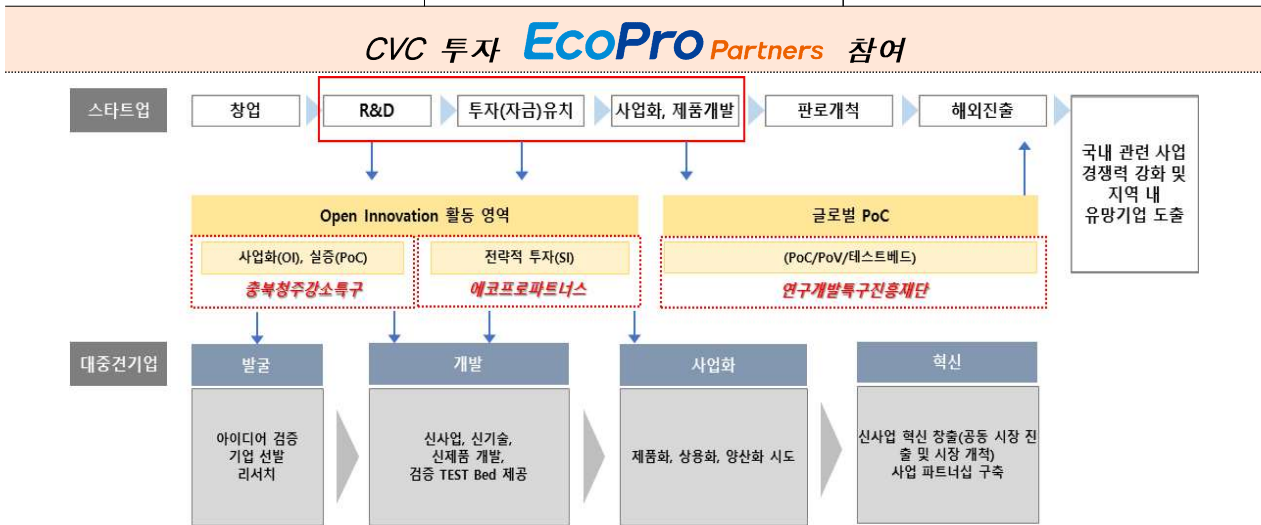 CVC 투자 EcoPro Partners 참여
스타트업
창업
R&D
투자(자금)유치
사업화, 제품개발
판로개척
해외진출
국내 관련 사업
경쟁력 강화 및
지역 내
유망기업 도출
Open Innovation 활동 영역
글로벌 PoC
사업화(OI), 실증(PoC)
전략적 투자(SI)
(PoC/PoV/테스트베드)
충북청주강소특구
에코프로파트너스
연구개발특구진흥재단
대중견기업
발굴
개발
사업화
혁신
아이디어 검증
기업 선발
리서치
신사업, 신기술,
신제품 개발,
검증 TEST Bed 제공
제품화, 상용화, 양산화 시도
신사업 혁신 창출(공동 시장 진
출 및 시장 개척)
사업 파트너십 구축